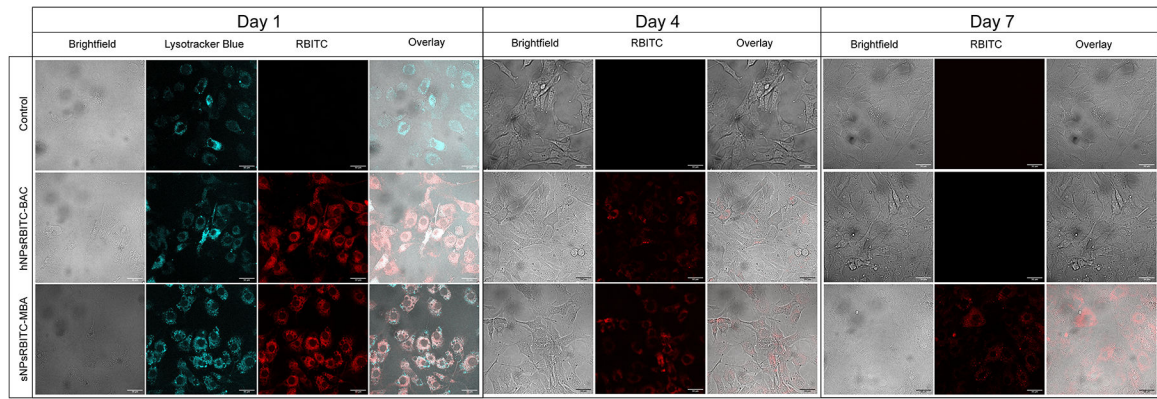 Day 1
Day 4
Day 7
Brightfield
Lysotracker Blue
RBITC
Overlay
Brightfield
RBITC
Overlay
Brightfield
RBITC
Overlay
Control
hNPsRBITC-BAC
sNPsRBITC-MBA